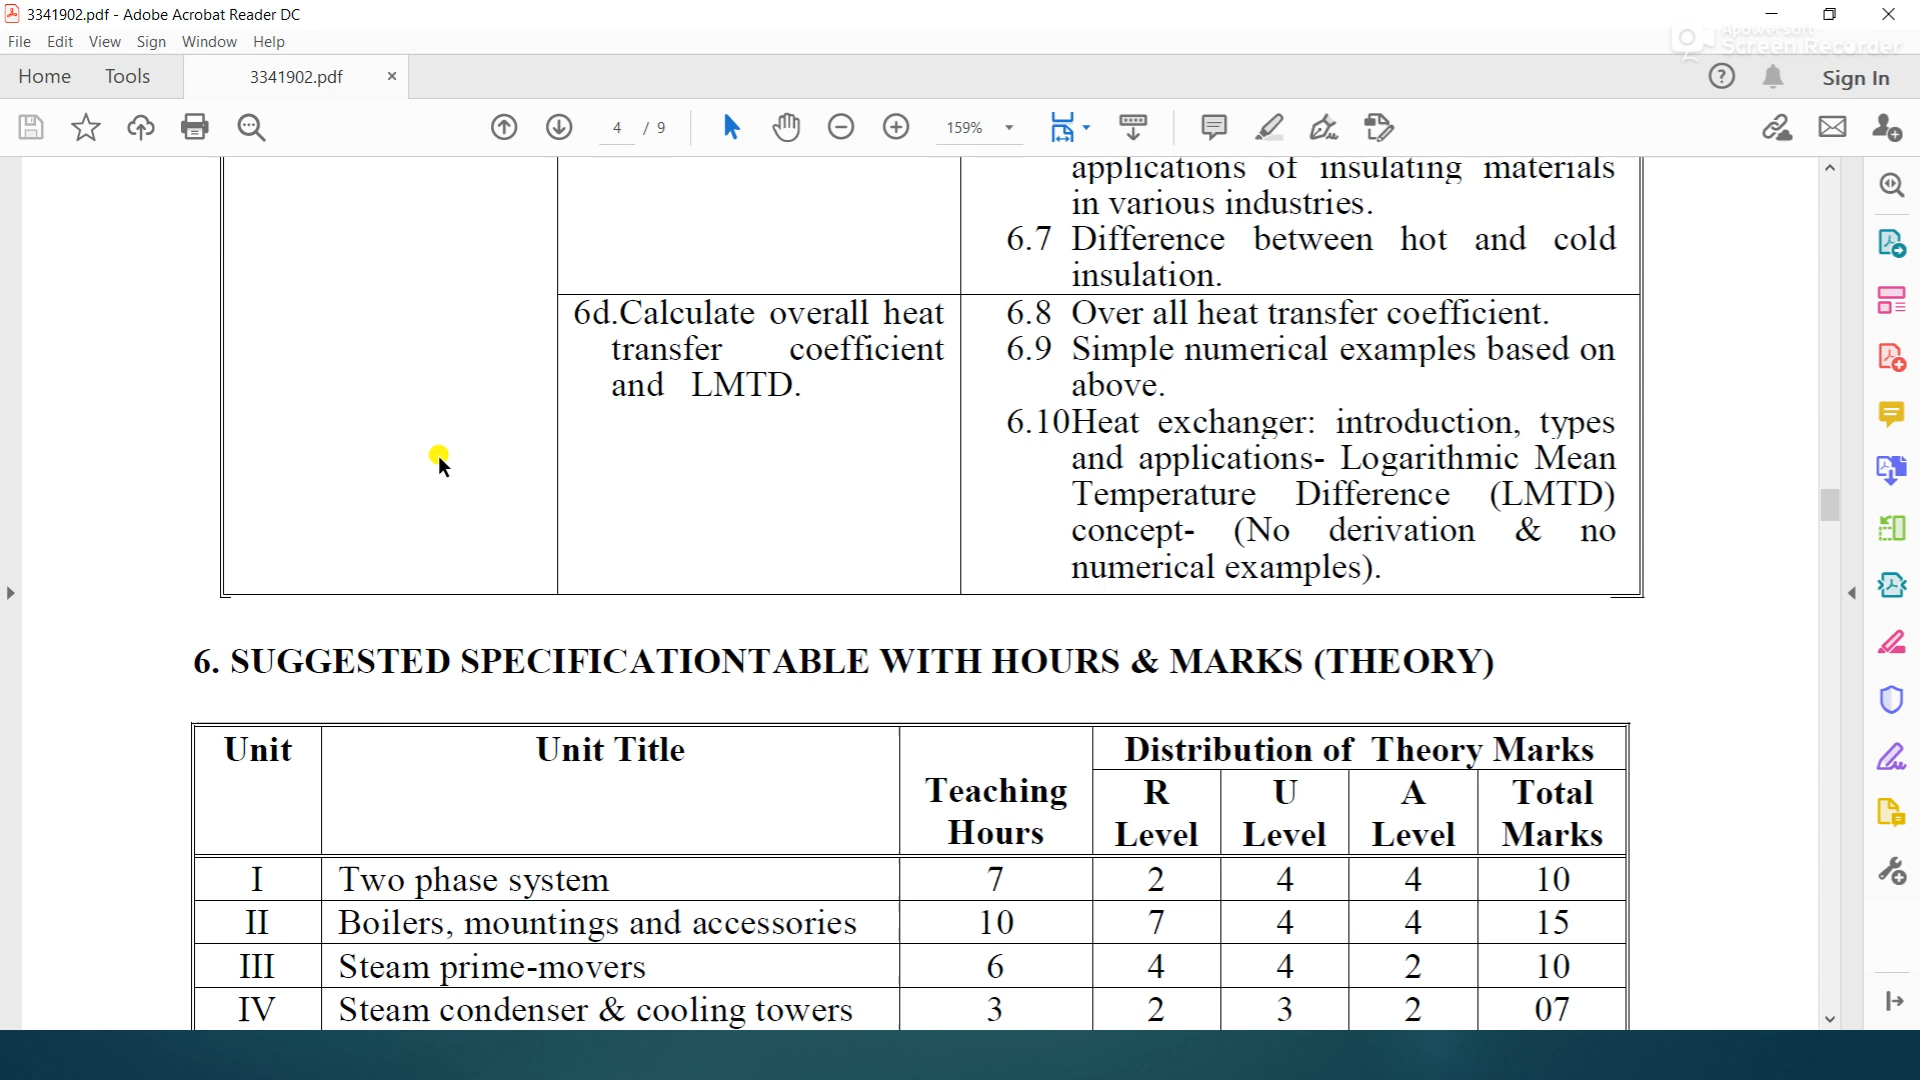 3341902.pdf - Adobe Acrobat Reader DC
File Edit View Sign Window Help
Apowersoft
Screen Recorder
Home Tools 3341902.pdf × Sign In
4 / 9 159%
applications of insulating materials
in various industries.
6.7 Difference between hot and cold
insulation.
6d.Calculate overall heat
transfer coefficient
and LMTD.
6.8 Over all heat transfer coefficient.
6.9 Simple numerical examples based on
above.
6.10Heat exchanger: introduction, types
and applications- Logarithmic Mean
Temperature Difference (LMTD)
concept- (No derivation & no
numerical examples).
6. SUGGESTED SPECIFICATIONTABLE WITH HOURS & MARKS (THEORY)
Unit Unit Title Teaching Hours Distribution of Theory Marks
R Level U Level A Level Total Marks
I Two phase system 7 2 4 4 10
II Boilers, mountings and accessories 10 7 4 4 15
III Steam prime-movers 6 4 4 2 10
IV Steam condenser & cooling towers 3 2 3 2 07